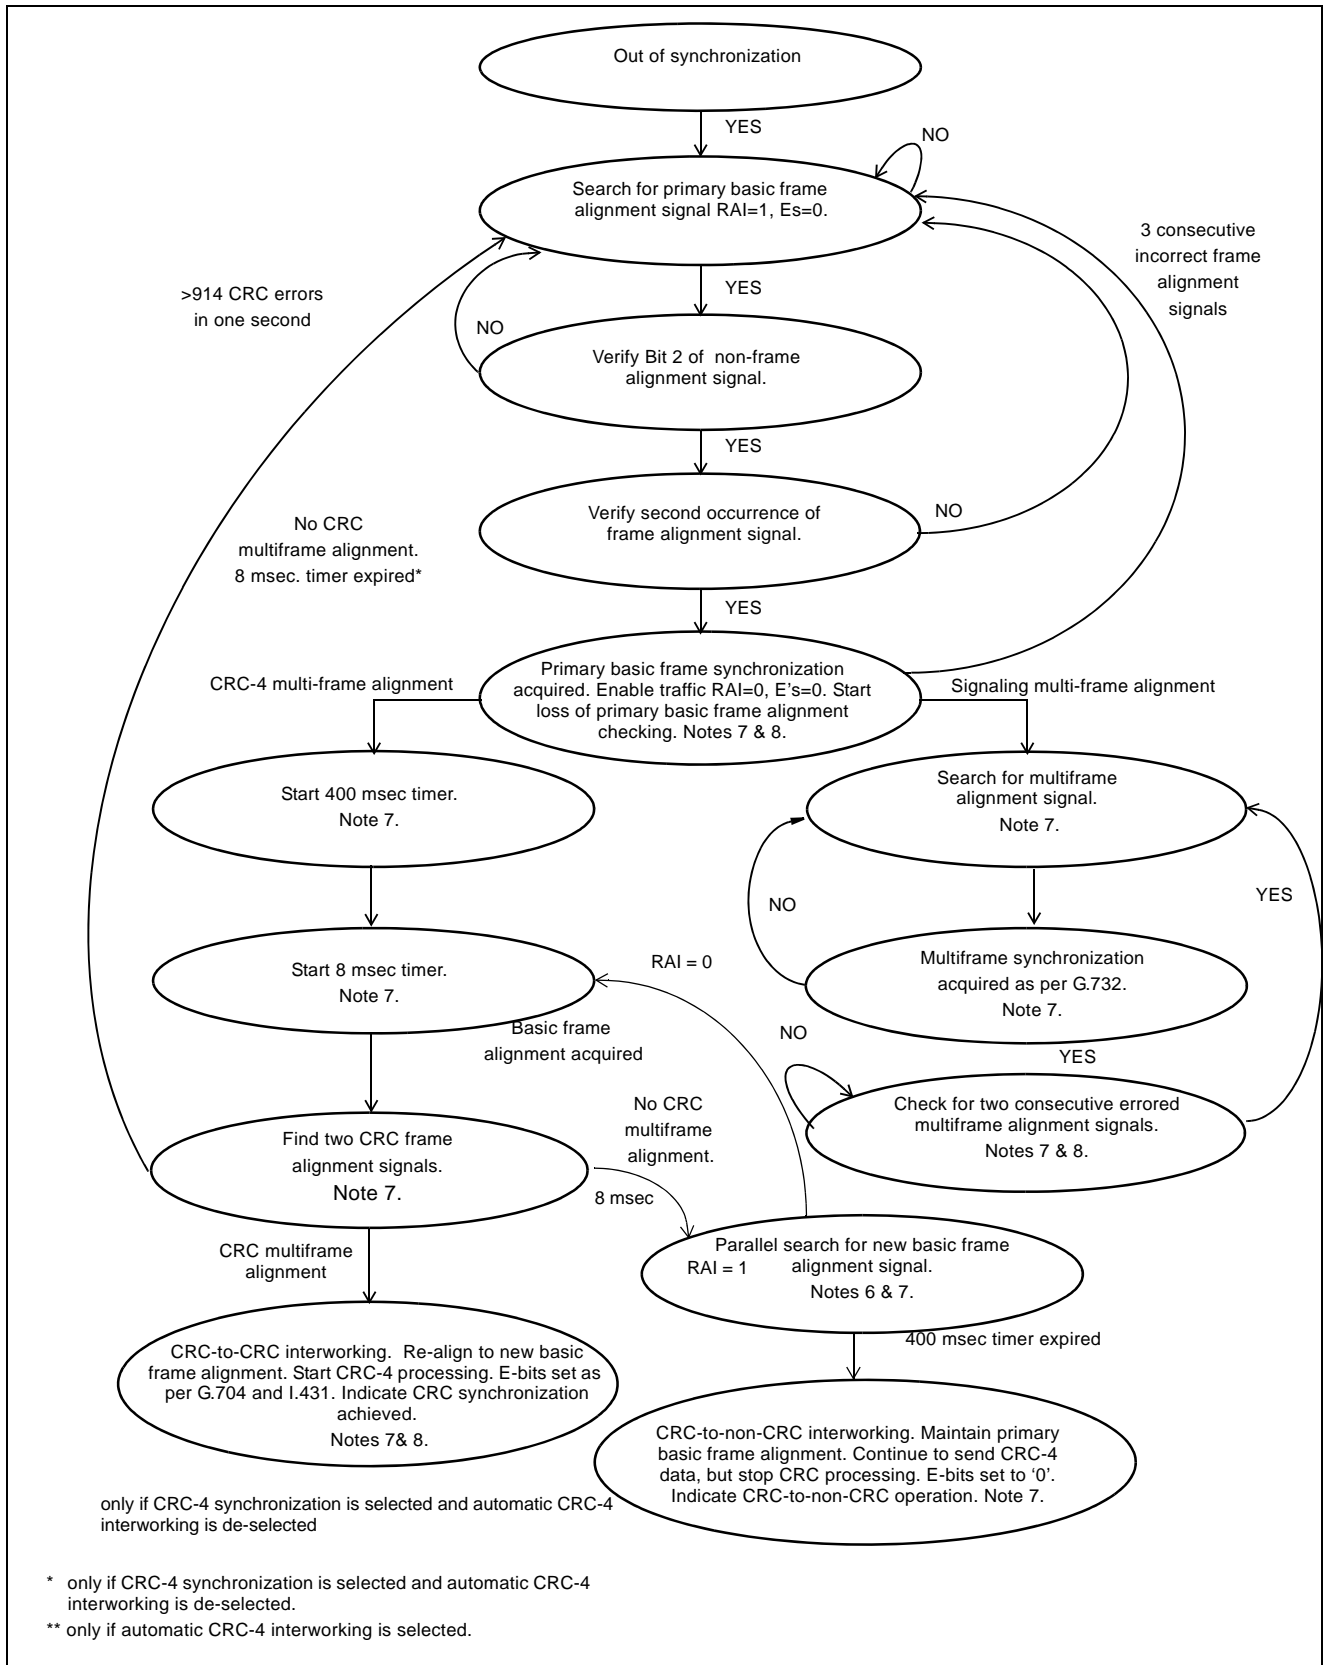 Out of synchronization
YES
NO
Search for primary basic frame
alignment signal RAI=1, Es=0.
3 consecutive
incorrect frame
alignment
signals
>914 CRC errors
in one second
YES
NO
Verify Bit 2 of non-frame
alignment signal.
YES
No CRC
multiframe alignment.
8 msec. timer expired*
Verify second occurrence of
frame alignment signal.
NO
YES
CRC-4 multi-frame alignment
Primary basic frame synchronization
acquired. Enable traffic RAI=0, E's=0. Start
loss of primary basic frame alignment
checking. Notes 7 & 8.
Signaling multi-frame alignment
Start 400 msec timer.
Note 7.
Search for multiframe
alignment signal.
Note 7.
NO
YES
Start 8 msec timer.
Note 7.
RAI = 0
Multiframe synchronization
acquired as per G.732.
Note 7.
Basic frame
alignment acquired
NO
YES
Check for two consecutive errored
multiframe alignment signals.
Notes 7 & 8.
No CRC
multiframe
alignment.
Find two CRC frame
alignment signals.
Note 7.
8 msec
CRC multiframe
alignment
Parallel search for new basic frame
RAI = 1 alignment signal.
Notes 6 & 7.
400 msec timer expired
CRC-to-CRC interworking. Re-align to new basic
frame alignment. Start CRC-4 processing. E-bits set as
per G.704 and I.431. Indicate CRC synchronization
achieved.
Notes 7& 8.
CRC-to-non-CRC interworking. Maintain primary
basic frame alignment. Continue to send CRC-4
data, but stop CRC processing. E-bits set to ‘0’.
Indicate CRC-to-non-CRC operation. Note 7.
only if CRC-4 synchronization is selected and automatic CRC-4
interworking is de-selected
* only if CRC-4 synchronization is selected and automatic CRC-4
interworking is de-selected.
** only if automatic CRC-4 interworking is selected.